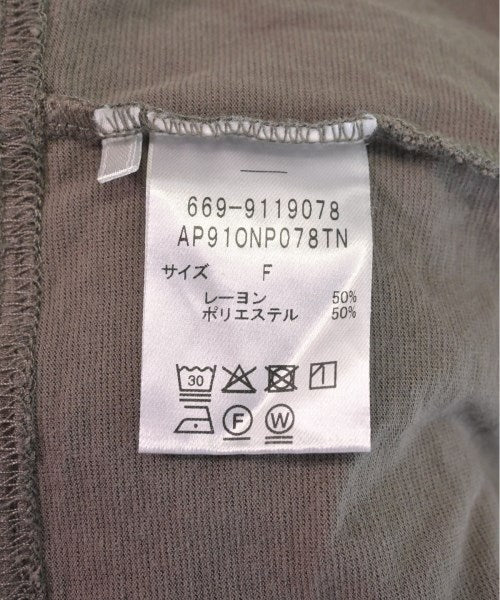 669-9119078
AP910NP078TN
サイズ F
レーヨン 50%
ポリエステル 50%
30
F W